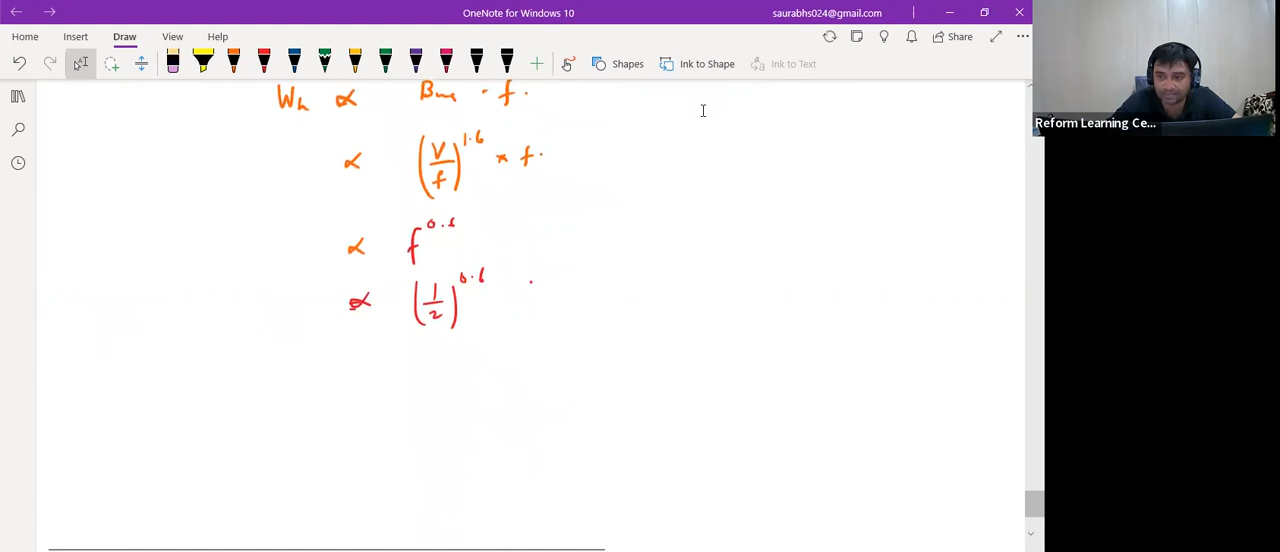 OneNote for Windows 10
saurabhs024@gmail.com
Home Insert Draw View Help
Share
Shapes
Ink to Shape
Ink to Text
Reform Learning Ce...
Wh ∝ Bmax · f.
∝ (V/f)^1.6 * f.
∝ f^0.6
∝ (1/2)^0.6